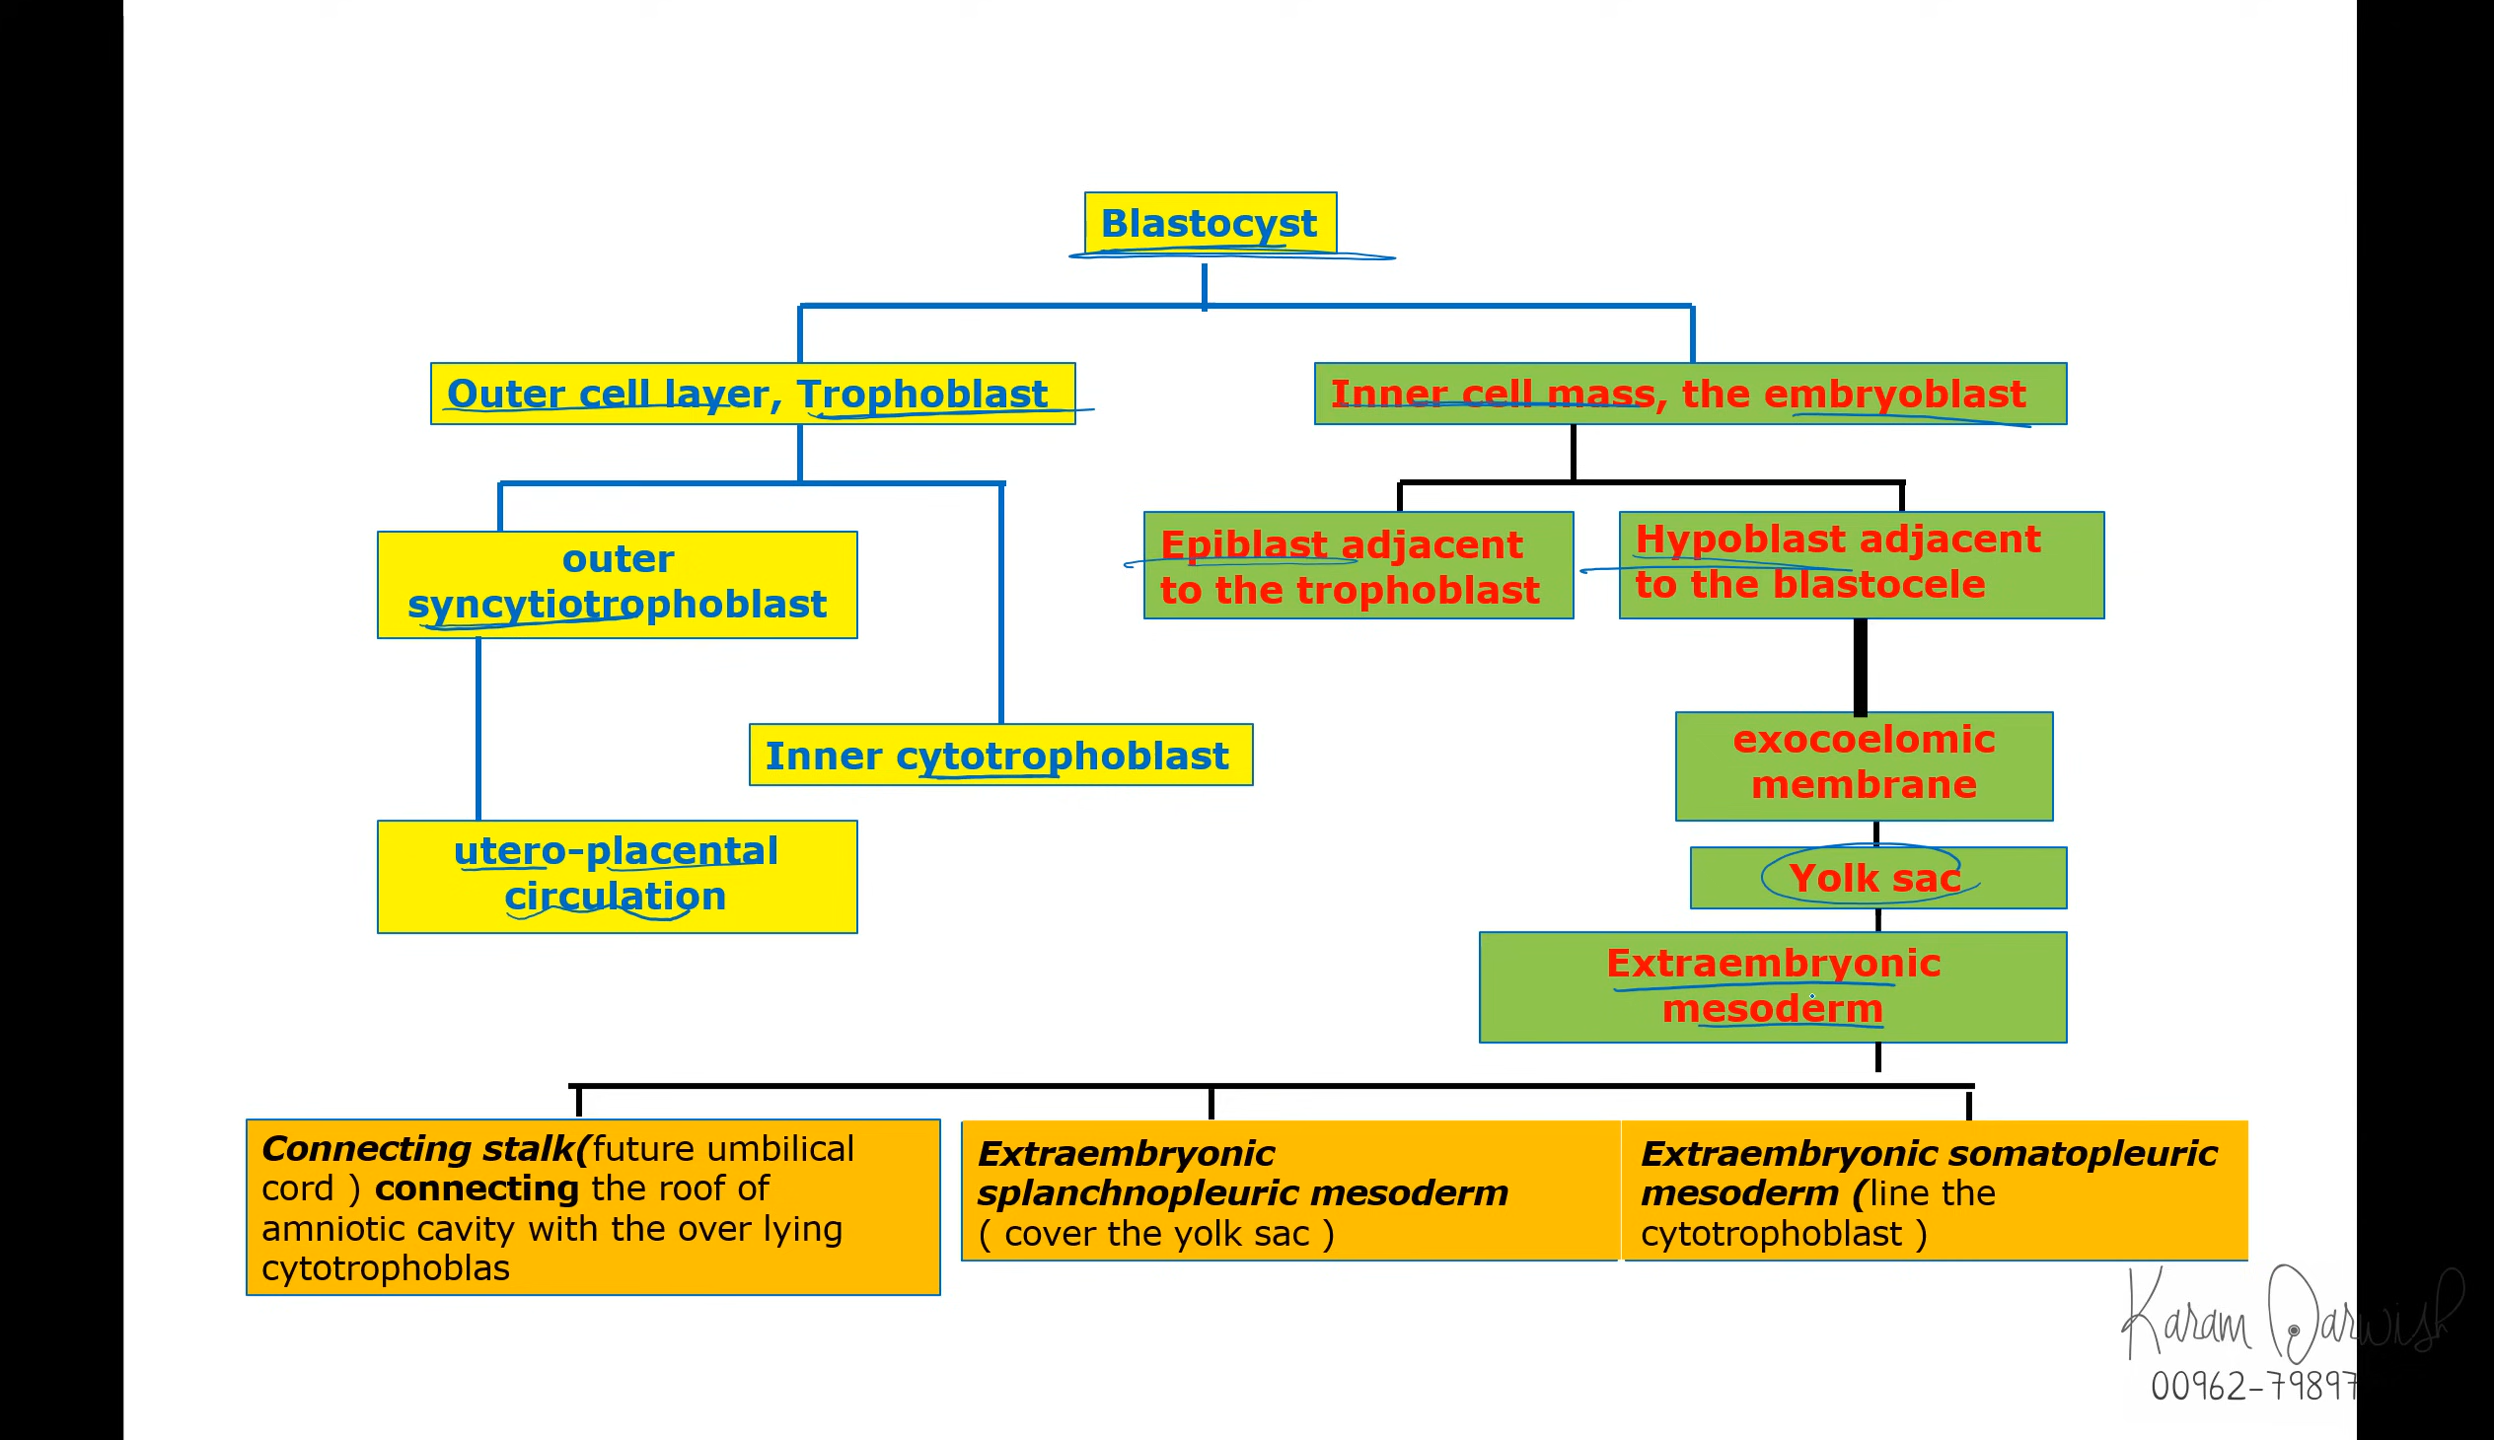 Blastocyst
Outer cell layer, Trophoblast
Inner cell mass, the embryoblast
outer
syncytiotrophoblast
Epiblast adjacent
to the trophoblast
Hypoblast adjacent
to the blastocele
Inner cytotrophoblast
exocoelomic
membrane
utero-placental
circulation
Yolk sac
Extraembryonic
mesoderm
Connecting stalk(future umbilical
cord ) connecting the roof of
amniotic cavity with the over lying
cytotrophoblas
Extraembryonic
splanchnopleuric mesoderm
( cover the yolk sac )
Extraembryonic somatopleuric
mesoderm (line the
cytotrophoblast )
Karam Darwish
00962-79897